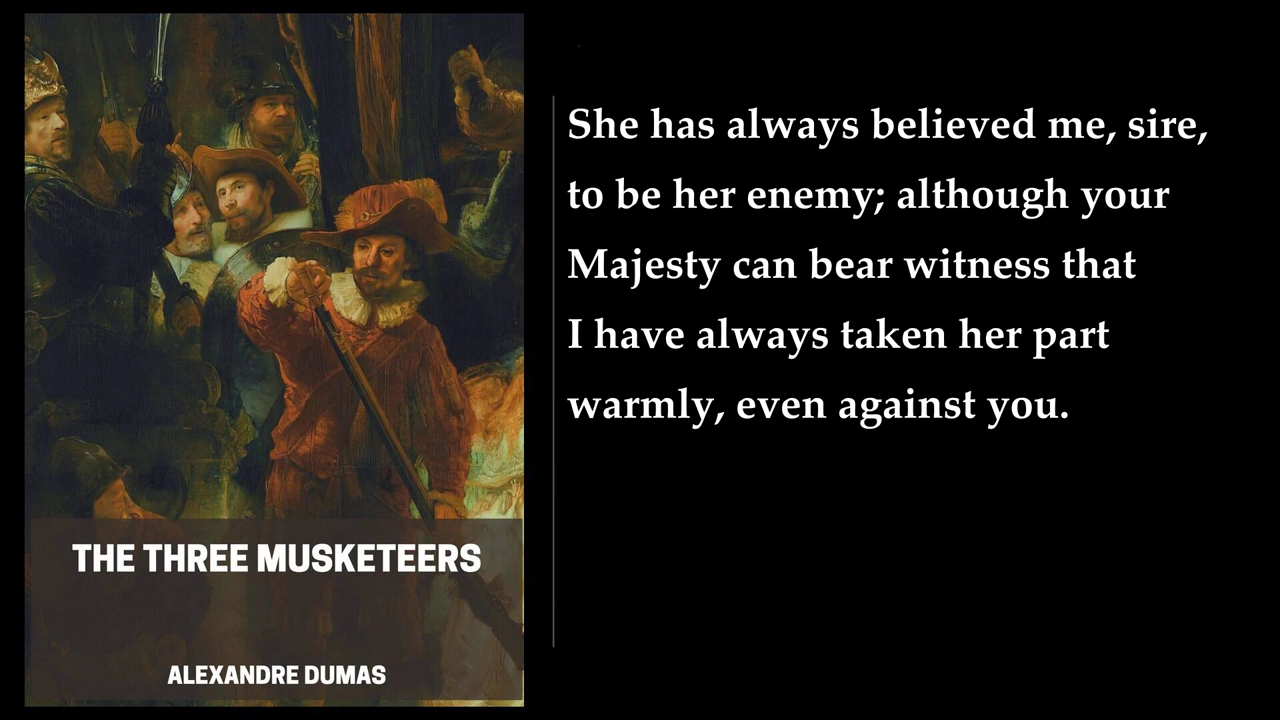 THE THREE MUSKETEERS
ALEXANDRE DUMAS
She has always believed me, sire,
to be her enemy; although your
Majesty can bear witness that
I have always taken her part
warmly, even against you.